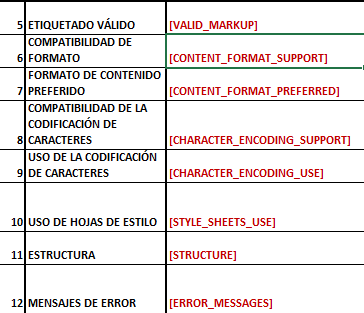 5 ETIQUETADO VÁLIDO [VALID_MARKUP]
COMPATIBILIDAD DE
6 FORMATO [CONTENT_FORMAT_SUPPORT]
FORMATO DE CONTENIDO
7 PREFERIDO [CONTENT_FORMAT_PREFERRED]
COMPATIBILIDAD DE LA
CODIFICACIÓN DE
8 CARACTERES [CHARACTER_ENCODING_SUPPORT]
USO DE LA CODIFICACIÓN
9 DE CARACTERES [CHARACTER_ENCODING_USE]
10 USO DE HOJAS DE ESTILO [STYLE_SHEETS_USE]
11 ESTRUCTURA [STRUCTURE]
12 MENSAJES DE ERROR [ERROR_MESSAGES]